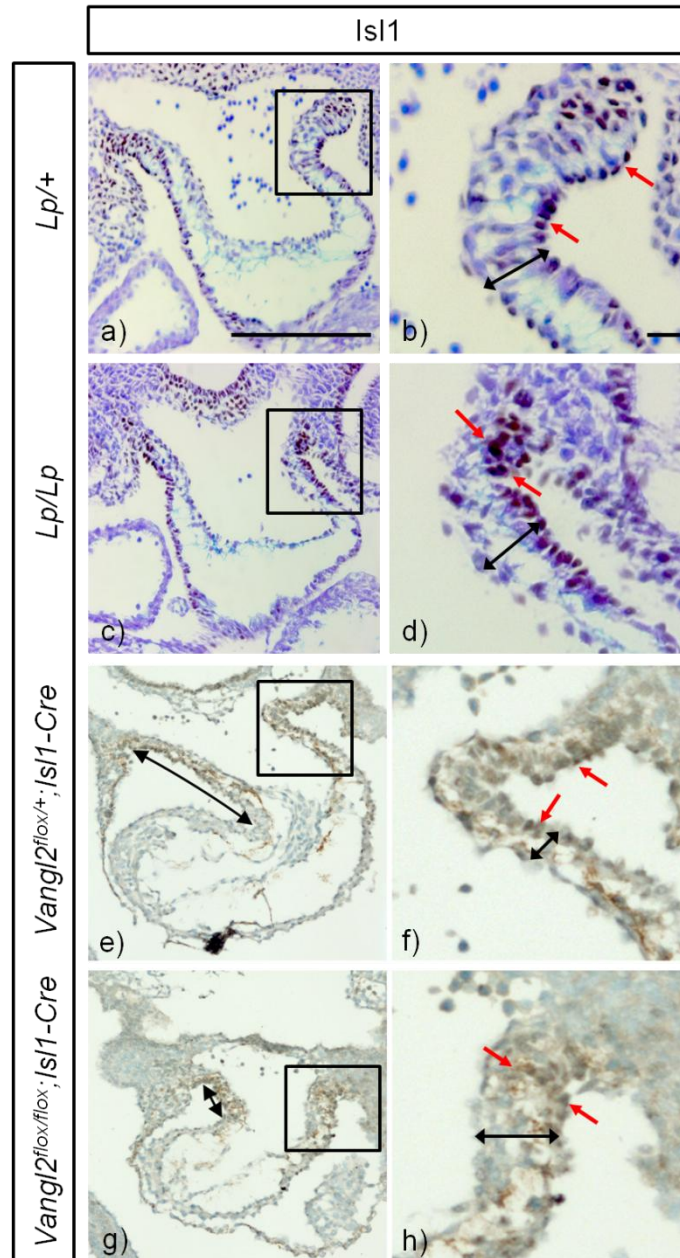 Isl1
Lp/+
a)
b)
Lp/Lp
c)
d)
Vangl2flox/+;Isl1-Cre
e)
f)
Vangl2flox/flox;Isl1-Cre
g)
h)